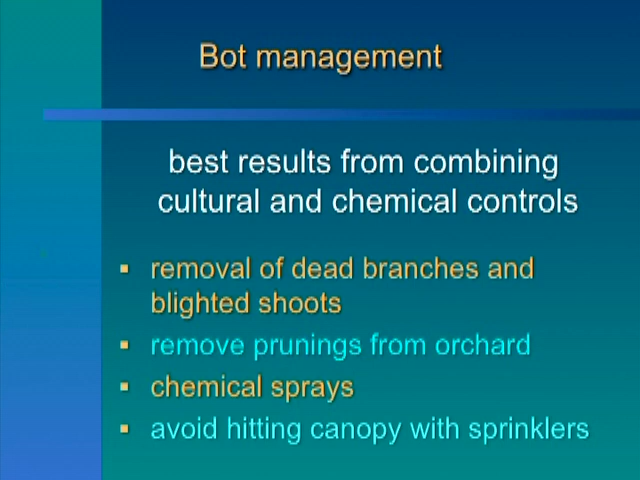 Bot management
best results from combining
cultural and chemical controls
▪ removal of dead branches and
blighted shoots
▪ remove prunings from orchard
▪ chemical sprays
▪ avoid hitting canopy with sprinklers